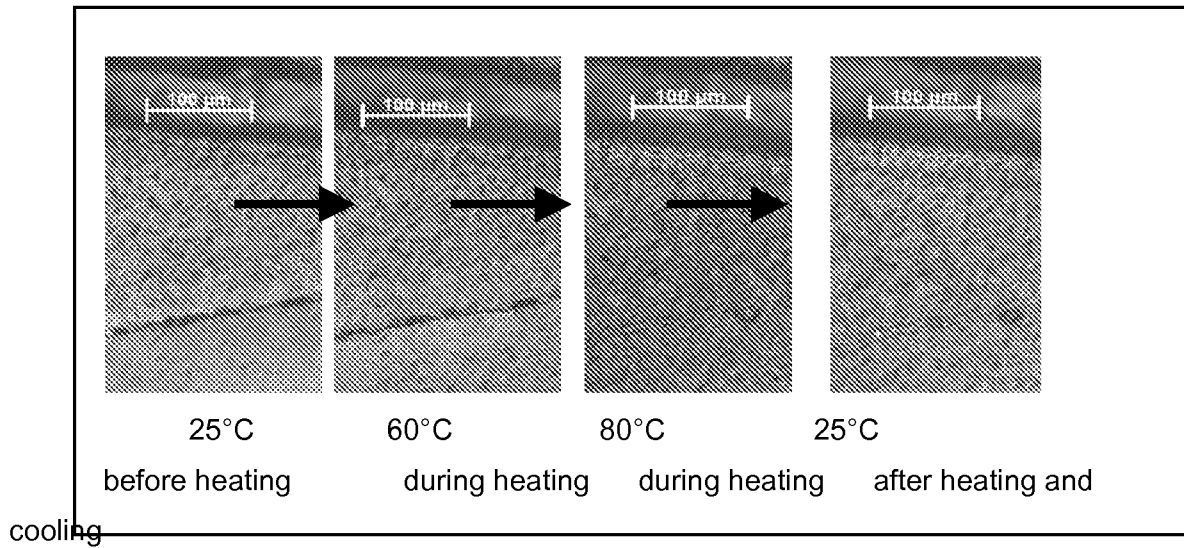 100 µm 100 µm 100 µm 100 µm
25°C 60°C 80°C 25°C
before heating during heating during heating after heating and
cooling